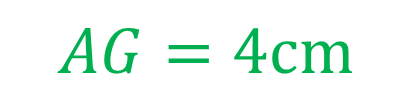 AG = 4cm